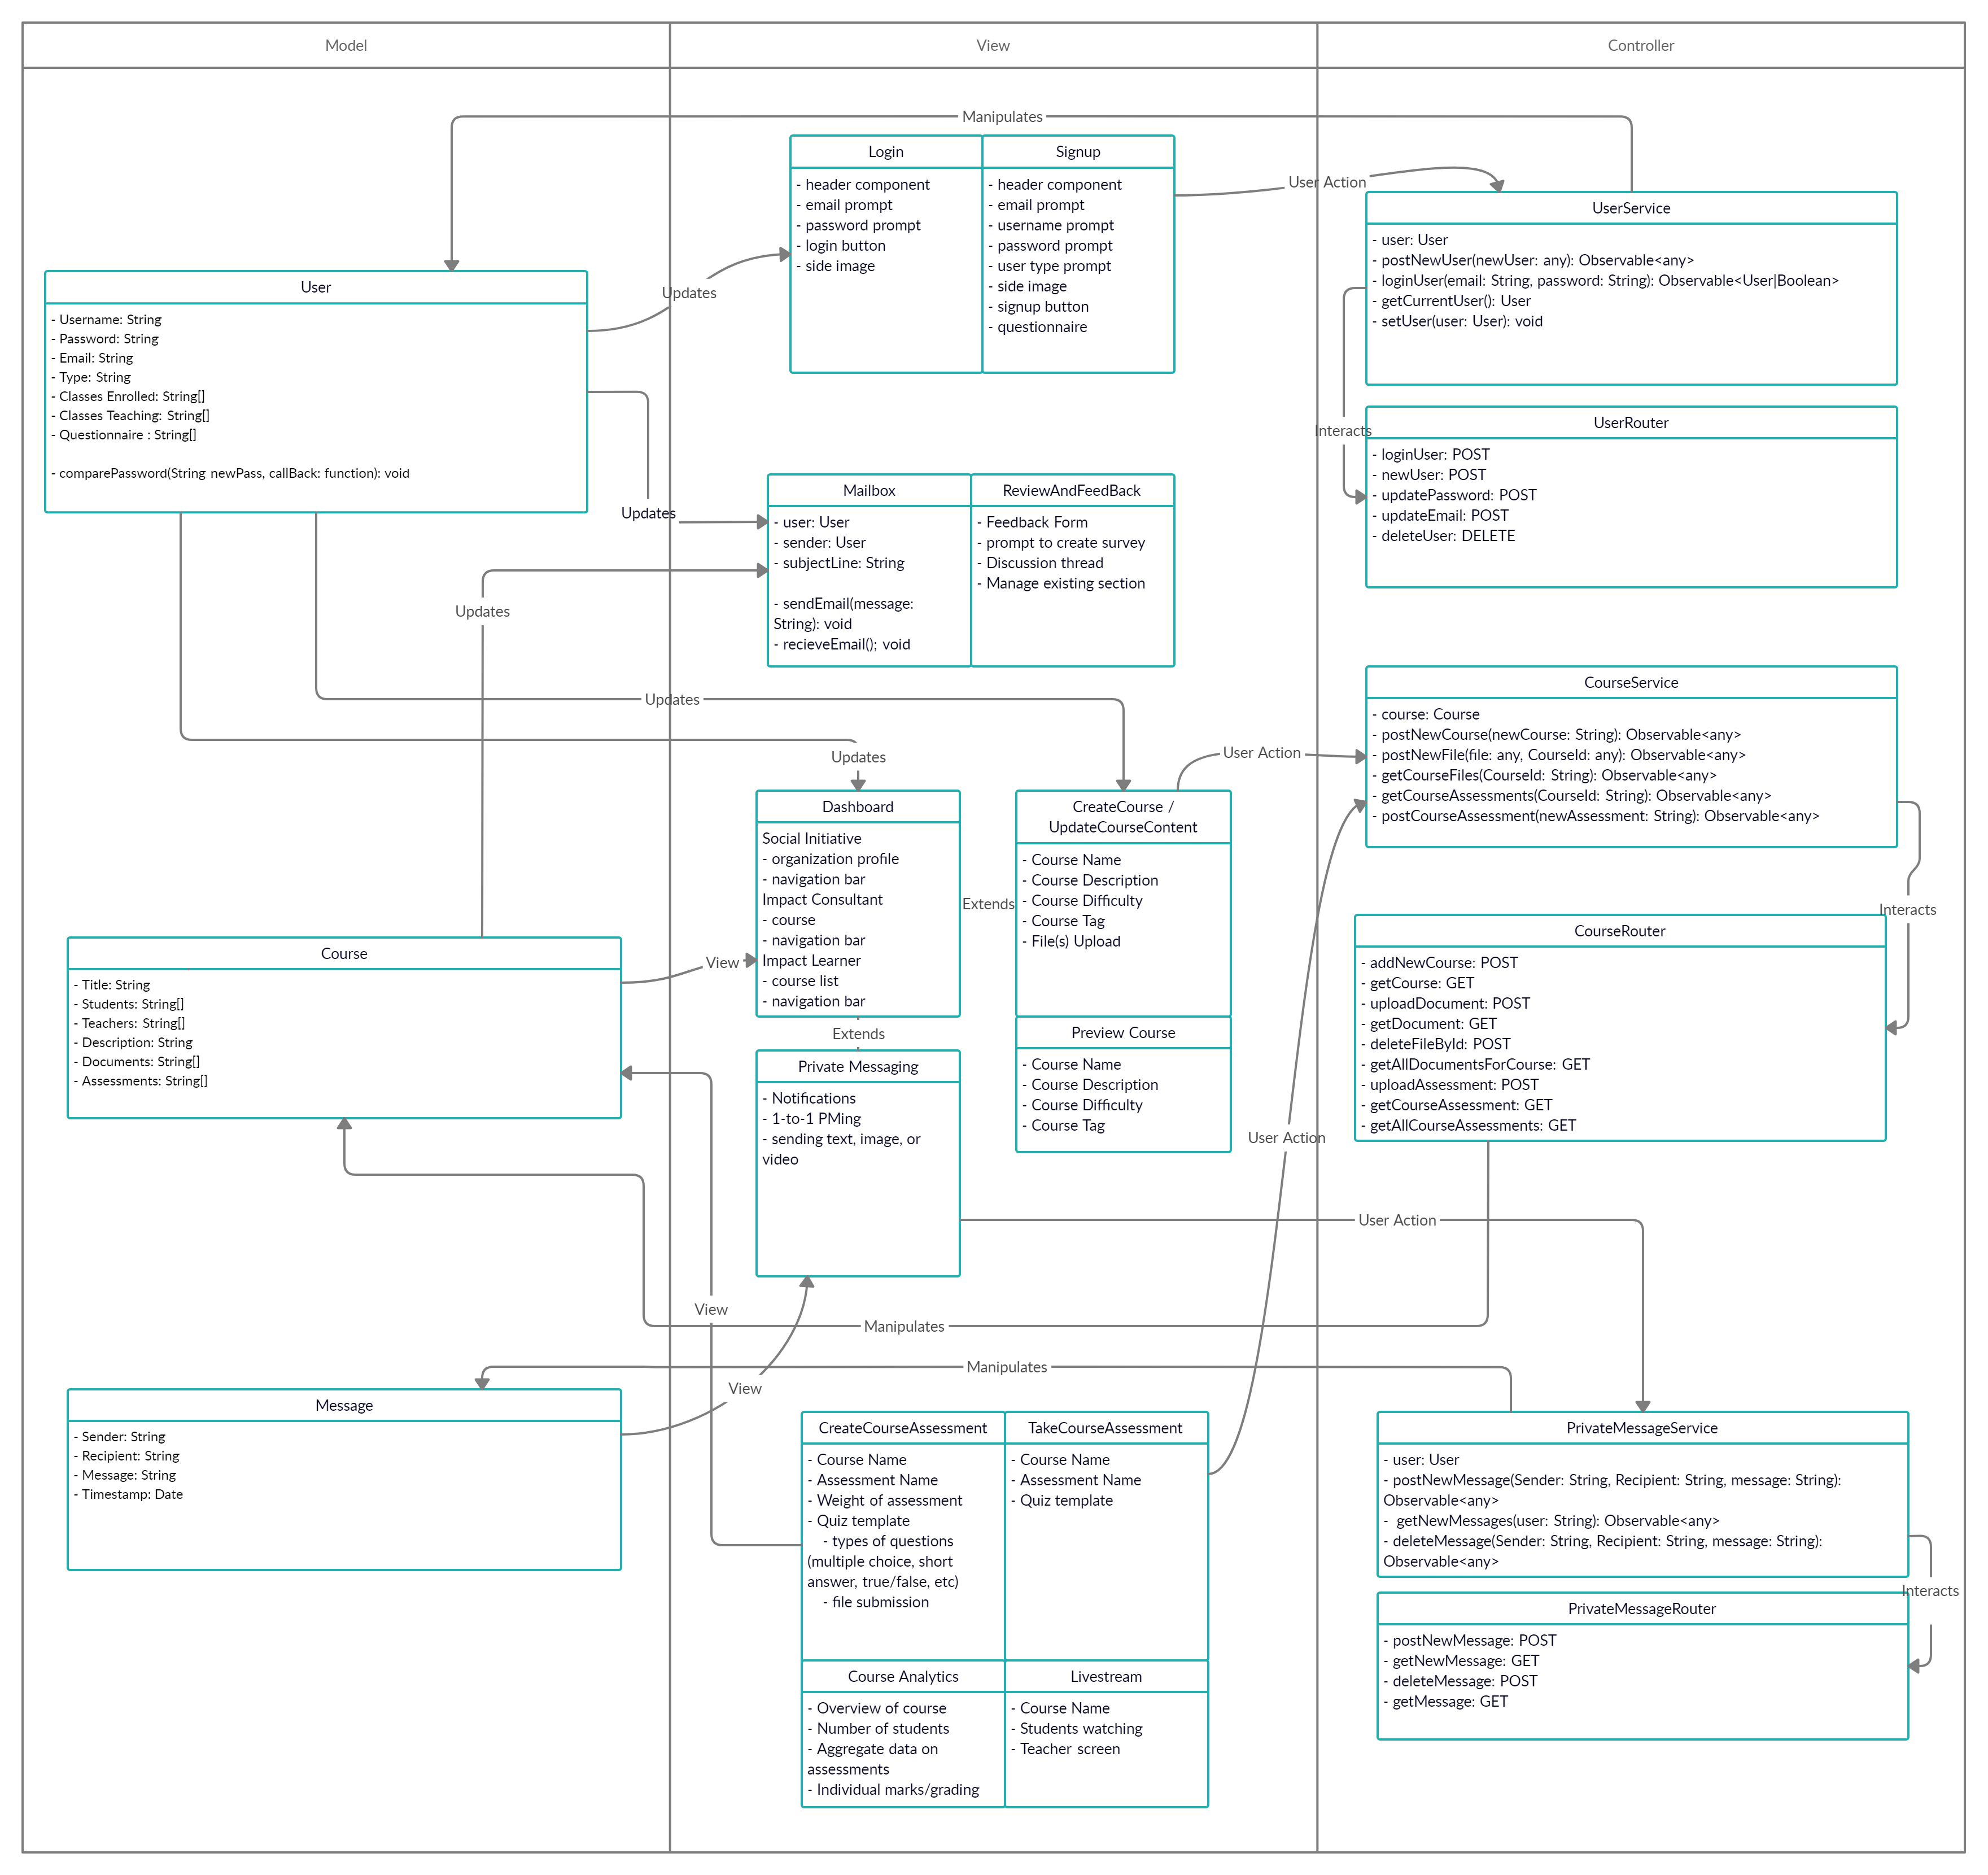 Model
View
Controller
Manipulates
Login
- header component
- email prompt
- password prompt
- login button
- side image
Signup
- header component
- email prompt
- username prompt
- password prompt
- user type prompt
- side image
- signup button
- questionnaire
User Action
UserService
- user: User
- postNewUser(newUser: any): Observable<any>
- loginUser(email: String, password: String): Observable<User|Boolean>
- getCurrentUser(): User
- setUser(user: User): void
User
- Username: String
- Password: String
- Email: String
- Type: String
- Classes Enrolled: String[]
- Classes Teaching: String[]
- Questionnaire : String[]
- comparePassword(String newPass, callBack: function): void
Updates
Interacts
UserRouter
- loginUser: POST
- newUser: POST
- updatePassword: POST
- updateEmail: POST
- deleteUser: DELETE
Updates
Mailbox
- user: User
- sender: User
- subjectLine: String
- sendEmail(message:
String): void
- recieveEmail(); void
ReviewAndFeedBack
- Feedback Form
- prompt to create survey
- Discussion thread
- Manage existing section
Updates
Updates
Updates
User Action
CourseService
- course: Course
- postNewCourse(newCourse: String): Observable<any>
- postNewFile(file: any, CourseId: any): Observable<any>
- getCourseFiles(CourseId: String): Observable<any>
- getCourseAssessments(CourseId: String): Observable<any>
- postCourseAssessment(newAssessment: String): Observable<any>
Dashboard
Social Initiative
- organization profile
- navigation bar
Impact Consultant
- course
- navigation bar
Impact Learner
- course list
- navigation bar
Extends
CreateCourse /
UpdateCourseContent
- Course Name
- Course Description
- Course Difficulty
- Course Tag
- File(s) Upload
Interacts
Course
- Title: String
- Students: String[]
- Teachers: String[]
- Description: String
- Documents: String[]
- Assessments: String[]
View
CourseRouter
- addNewCourse: POST
- getCourse: GET
- uploadDocument: POST
- getDocument: GET
- deleteFileById: POST
- getAllDocumentsForCourse: GET
- uploadAssessment: POST
- getCourseAssessment: GET
- getAllCourseAssessments: GET
Extends
Private Messaging
- Notifications
- 1-to-1 PMing
- sending text, image, or
video
Preview Course
- Course Name
- Course Description
- Course Difficulty
- Course Tag
User Action
User Action
View
Manipulates
Manipulates
View
Message
- Sender: String
- Recipient: String
- Message: String
- Timestamp: Date
CreateCourseAssessment
- Course Name
- Assessment Name
- Weight of assessment
- Quiz template
- types of questions
(multiple choice, short
answer, true/false, etc)
- file submission
TakeCourseAssessment
- Course Name
- Assessment Name
- Quiz template
PrivateMessageService
- user: User
- postNewMessage(Sender: String, Recipient: String, message: String):
Observable<any>
- getNewMessages(user: String): Observable<any>
- deleteMessage(Sender: String, Recipient: String, message: String):
Observable<any>
Interacts
PrivateMessageRouter
- postNewMessage: POST
- getNewMessage: GET
- deleteMessage: POST
- getMessage: GET
Course Analytics
- Overview of course
- Number of students
- Aggregate data on
assessments
- Individual marks/grading
Livestream
- Course Name
- Students watching
- Teacher screen